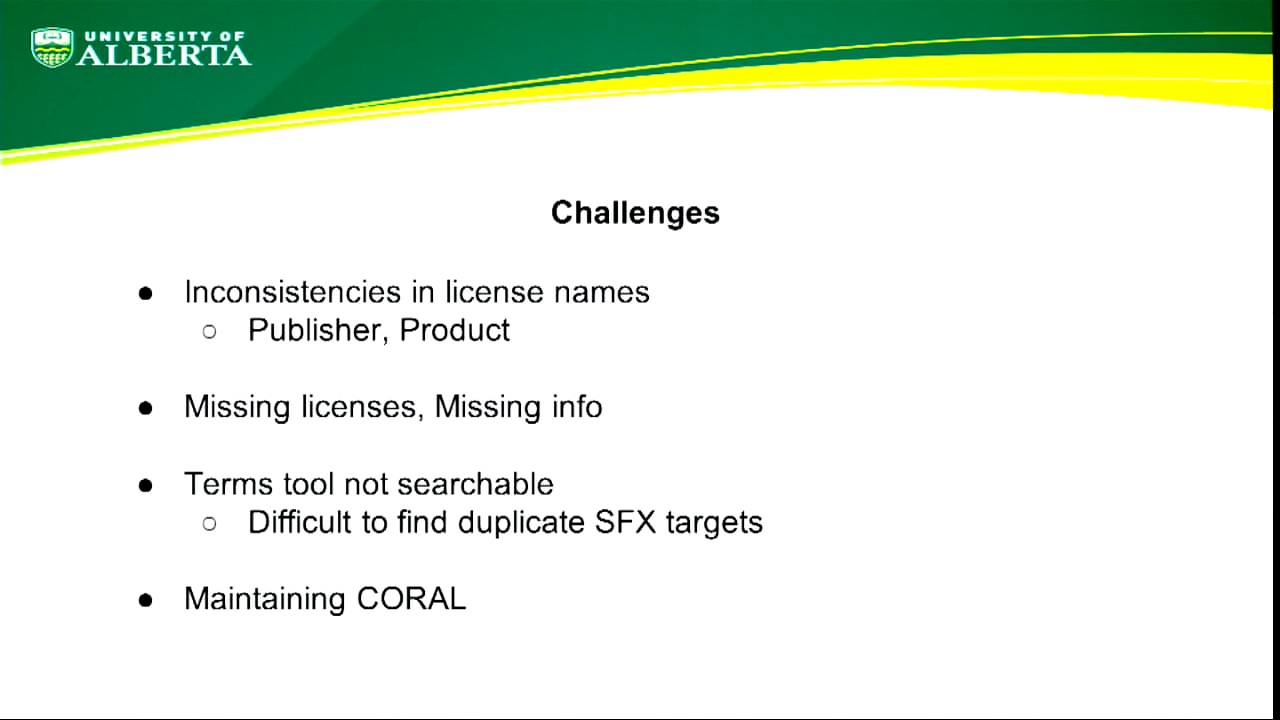 UNIVERSITY OF
ALBERTA
Challenges
● Inconsistencies in license names
○ Publisher, Product
● Missing licenses, Missing info
● Terms tool not searchable
○ Difficult to find duplicate SFX targets
● Maintaining CORAL